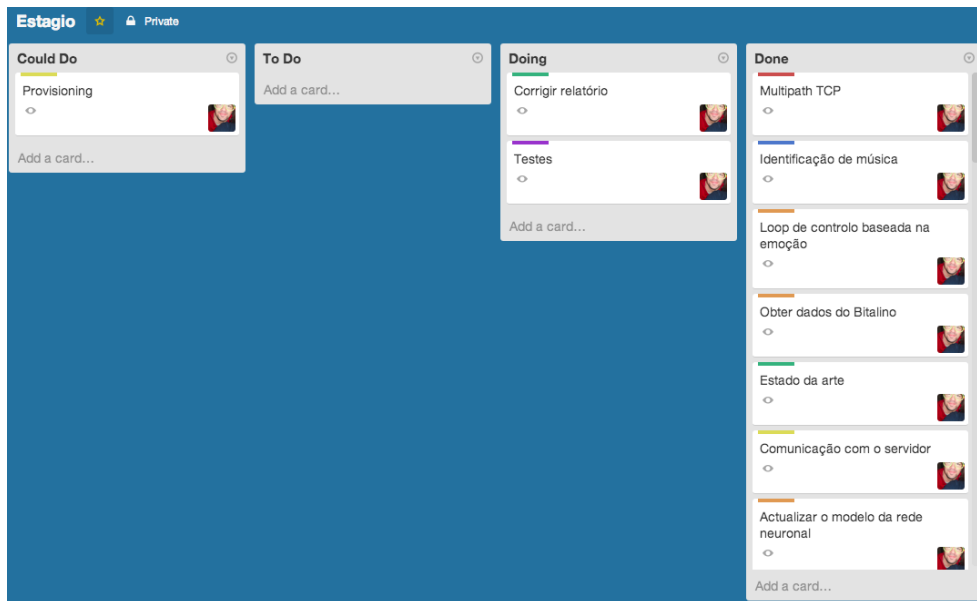 Estagio
Private
Could Do
Provisioning
Add a card...
To Do
Add a card...
Doing
Corrigir relatório
Testes
Add a card...
Done
Multipath TCP
Identificação de música
Loop de controlo baseada na
emoção
Obter dados do Bitalino
Estado da arte
Comunicação com o servidor
Actualizar o modelo da rede
neuronal
Add a card...